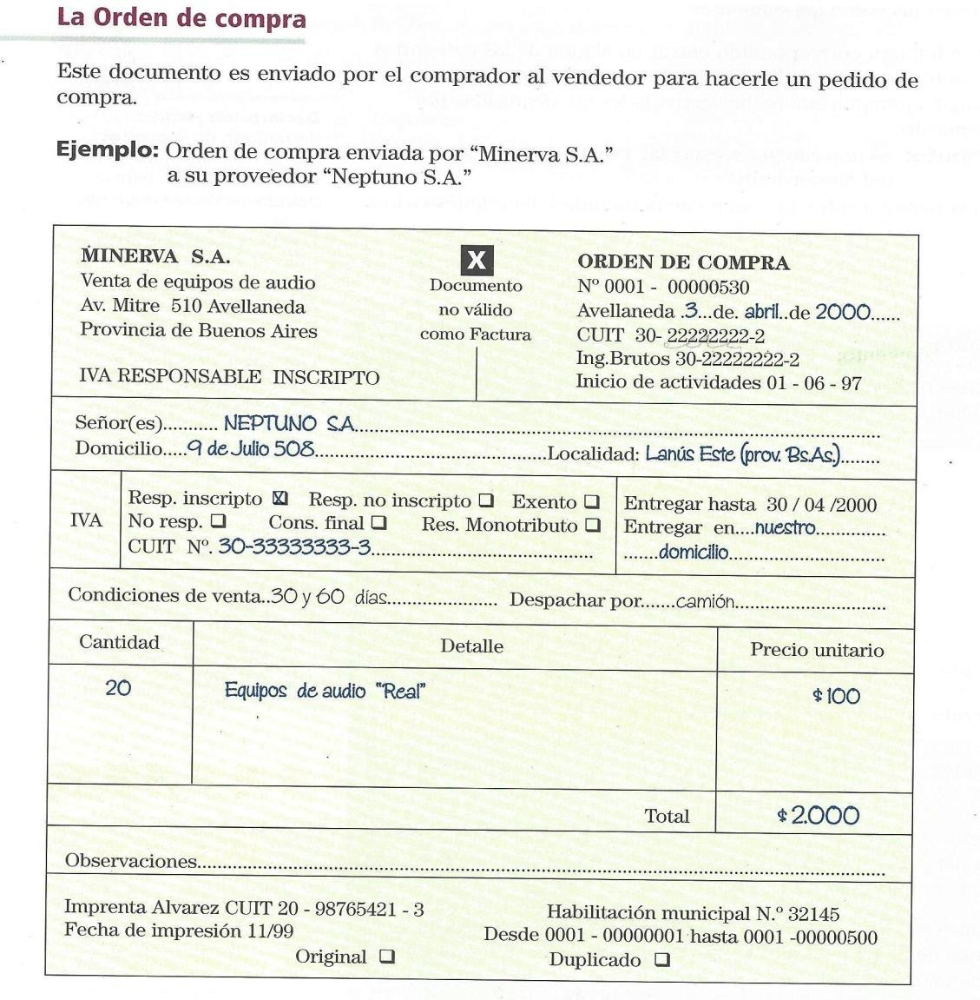 La Orden de compra
Este documento es enviado por el comprador al vendedor para hacerle un pedido de
compra.
Ejemplo: Orden de compra enviada por “Minerva S.A.”
a su proveedor “Neptuno S.A.”
MINERVA S.A.
Venta de equipos de audio
Av. Mitre 510 Avellaneda
Provincia de Buenos Aires
IVA RESPONSABLE INSCRIPTO
X
Documento
no válido
como Factura
ORDEN DE COMPRA
Nº 0001 - 00000530
Avellaneda .3...de. abril..de 2000......
CUIT 30- 22222222-2
Ing.Brutos 30-22222222-2
Inicio de actividades 01 - 06 - 97
Señor(es).......... NEPTUNO S.A.....................................
Domicilio.....9 de Julio 508.............................Localidad: Lanús Este (prov. Bs.As.)........
IVA
Resp. inscripto ☒ Resp. no inscripto ❑ Exento ❑
No resp. ❑ Cons. final ❑ Res. Monotributo ❑
CUIT Nº. 30-33333333-3.....................................
Entregar hasta 30 / 04 /2000
Entregar en....nuestro.............
.......domicilio.............................
Condiciones de venta..30 y 60 días...................... Despachar por.......camión............................
Cantidad Detalle Precio unitario
20 Equipos de audio “Real” $ 100
Total $ 2.000
Observaciones..........................................................................
Imprenta Alvarez CUIT 20 - 98765421 - 3
Fecha de impresión 11/99
Original ❑
Habilitación municipal N.º 32145
Desde 0001 - 00000001 hasta 0001 -00000500
Duplicado ❑